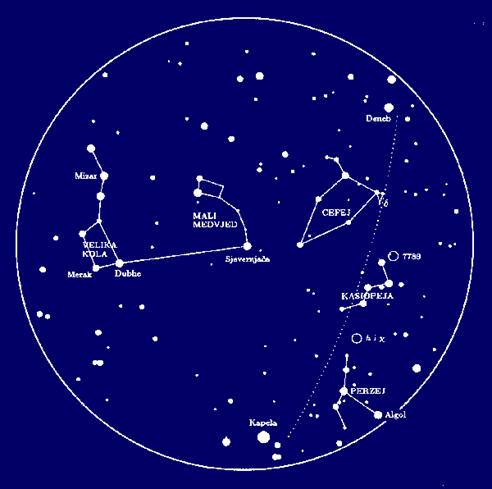 Deneb
Mizar
MALI
MEDVJED
CEFEJ
δ
VELIKA
KOLA
Merak
Dubhe
Sjevernjača
7789
KASIOPEJA
h i χ
PERZEJ
Algol
Kapela